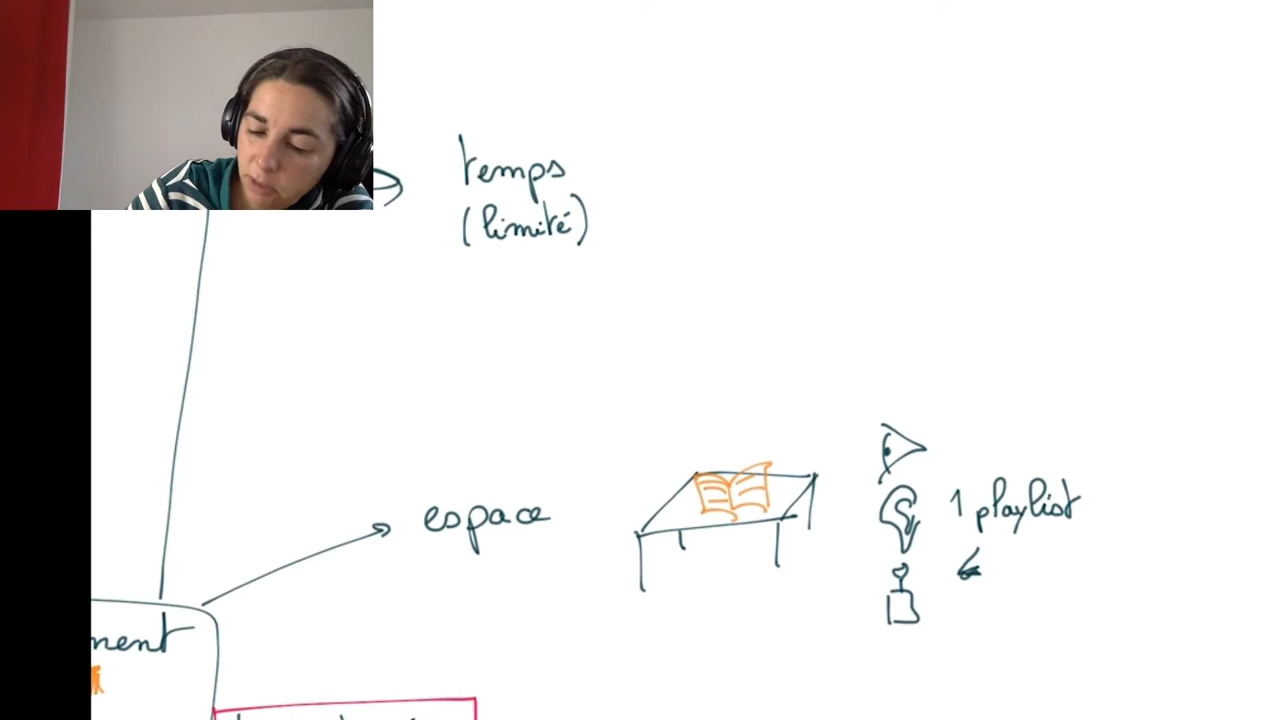 temps
(limité)
espace
1 playlist
ment